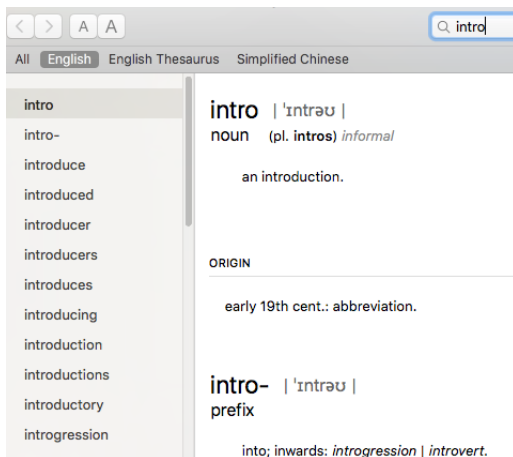 A A
intro
All English English Thesaurus Simplified Chinese
intro
intro-
introduce
introduced
introducer
introducers
introduces
introducing
introduction
introductions
introductory
introgression
intro | ˈɪntrəʊ |
noun (pl. intros) informal
an introduction.
ORIGIN
early 19th cent.: abbreviation.
intro- | ˈɪntrəʊ |
prefix
into; inwards: introgression | introvert.